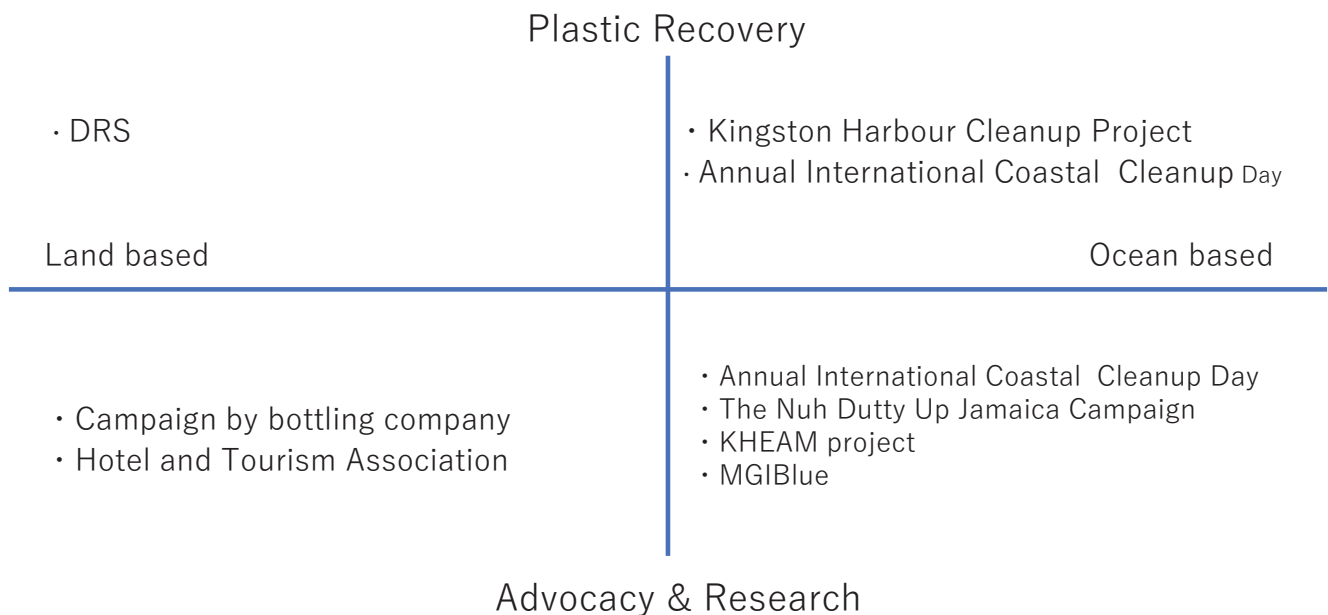 Plastic Recovery
· DRS
・Kingston Harbour Cleanup Project
· Annual International Coastal Cleanup Day
Land based
Ocean based
・Campaign by bottling company
・Hotel and Tourism Association
・Annual International Coastal Cleanup Day
・The Nuh Dutty Up Jamaica Campaign
・KHEAM project
・MGIBlue
Advocacy & Research